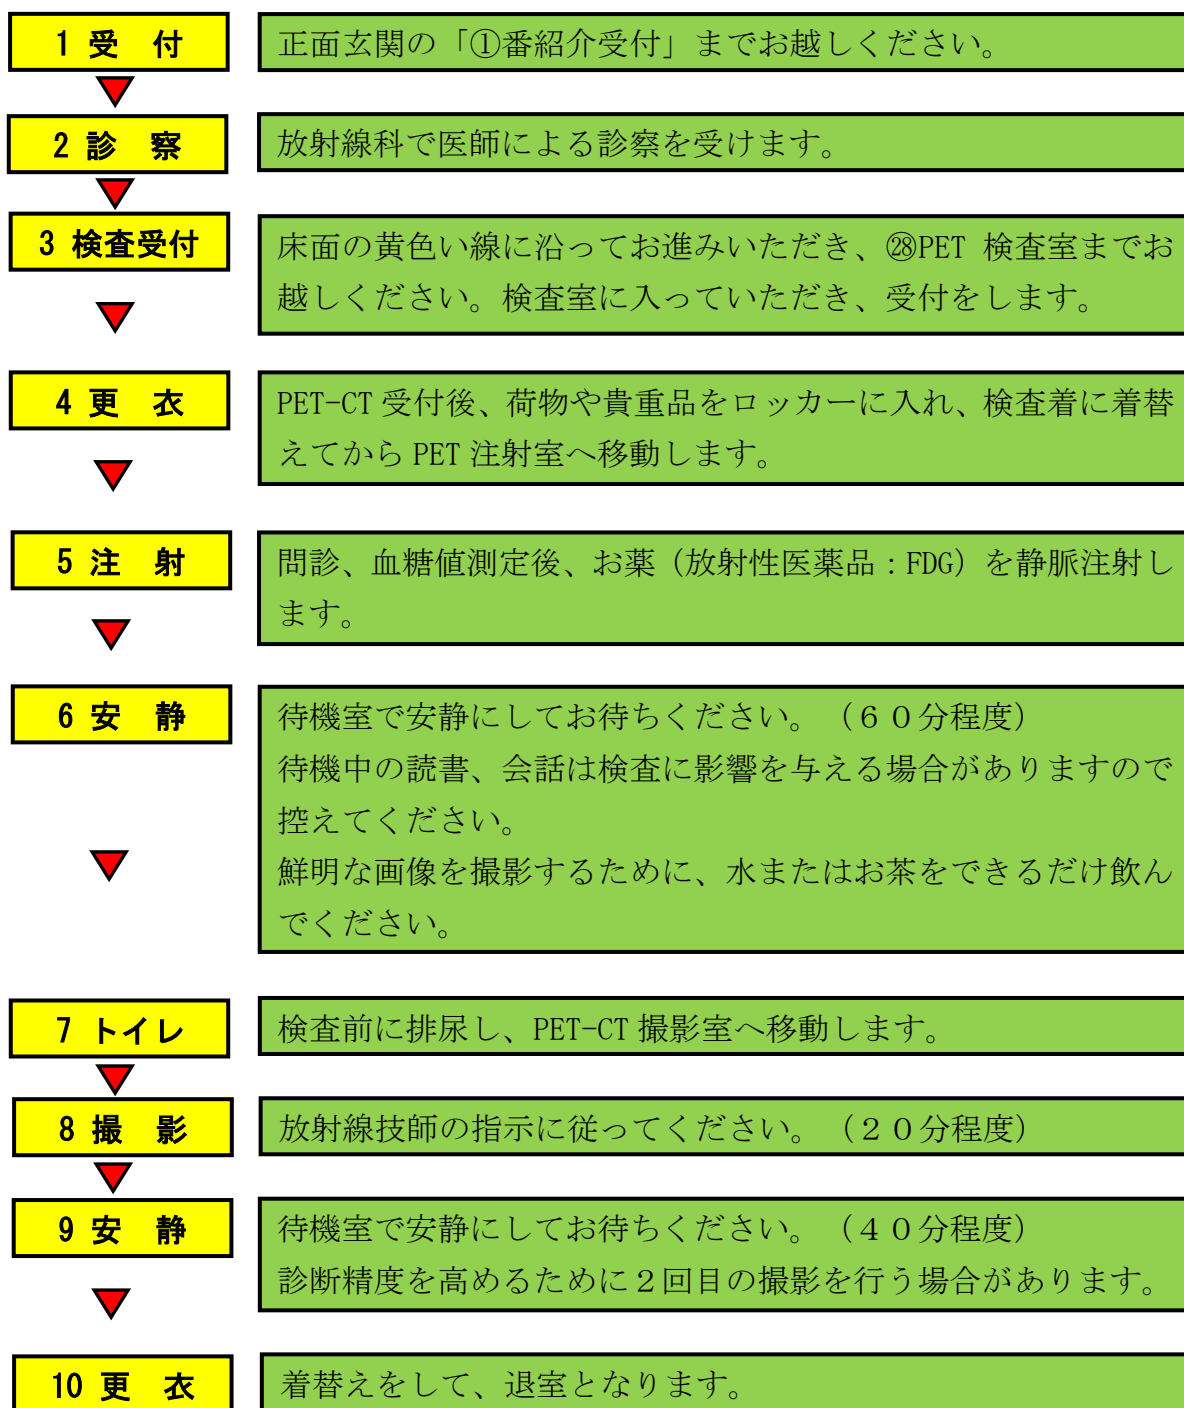 1 受　付
正面玄関の「①番紹介受付」までお越しください。
2 診　察
放射線科で医師による診察を受けます。
3 検査受付
床面の黄色い線に沿ってお進みいただき、㉘PET 検査室までお
越しください。検査室に入っていただき、受付をします。
4 更　衣
PET-CT 受付後、荷物や貴重品をロッカーに入れ、検査着に着替
えてから PET 注射室へ移動します。
5 注　射
問診、血糖値測定後、お薬（放射性医薬品：FDG）を静脈注射し
ます。
6 安　静
待機室で安静にしてお待ちください。（６０分程度）
待機中の読書、会話は検査に影響を与える場合がありますので
控えてください。
鮮明な画像を撮影するために、水またはお茶をできるだけ飲ん
でください。
7 トイレ
検査前に排尿し、PET-CT 撮影室へ移動します。
8 撮　影
放射線技師の指示に従ってください。（２０分程度）
9 安　静
待機室で安静にしてお待ちください。（４０分程度）
診断精度を高めるために２回目の撮影を行う場合があります。
10 更　衣
着替えをして、退室となります。